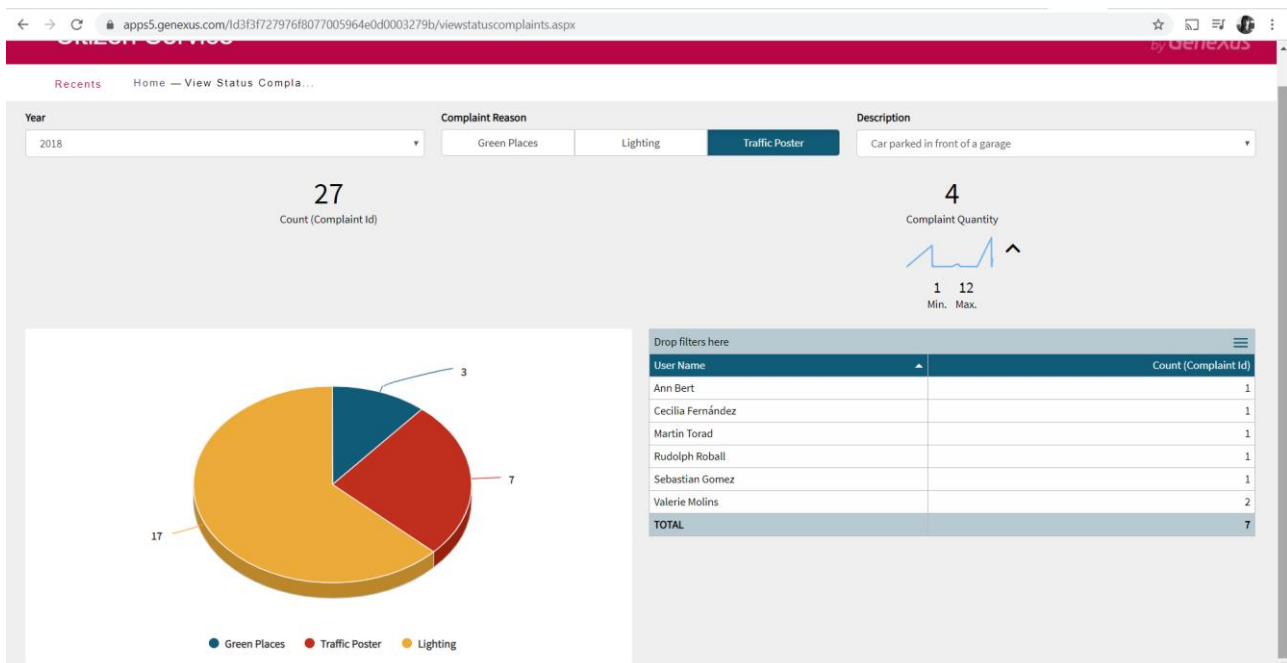 apps5.genexus.com/Id3f3f727976f8077005964e0d0003279b/viewstatuscomplaints.aspx
Citizen Service
by GeneXus
Recents Home — View Status Compla...
Year Complaint Reason Description
2018 Green Places Lighting Traffic Poster Car parked in front of a garage
27 4
Count (Complaint Id) Complaint Quantity
1 12
Min. Max.
Drop filters here
User Name Count (Complaint Id)
3
Ann Bert 1
Cecilia Fernández 1
Martin Torad 1
Rudolph Roball 1
7 Sebastian Gomez 1
Valerie Molins 2
TOTAL 7
17
Green Places Traffic Poster Lighting